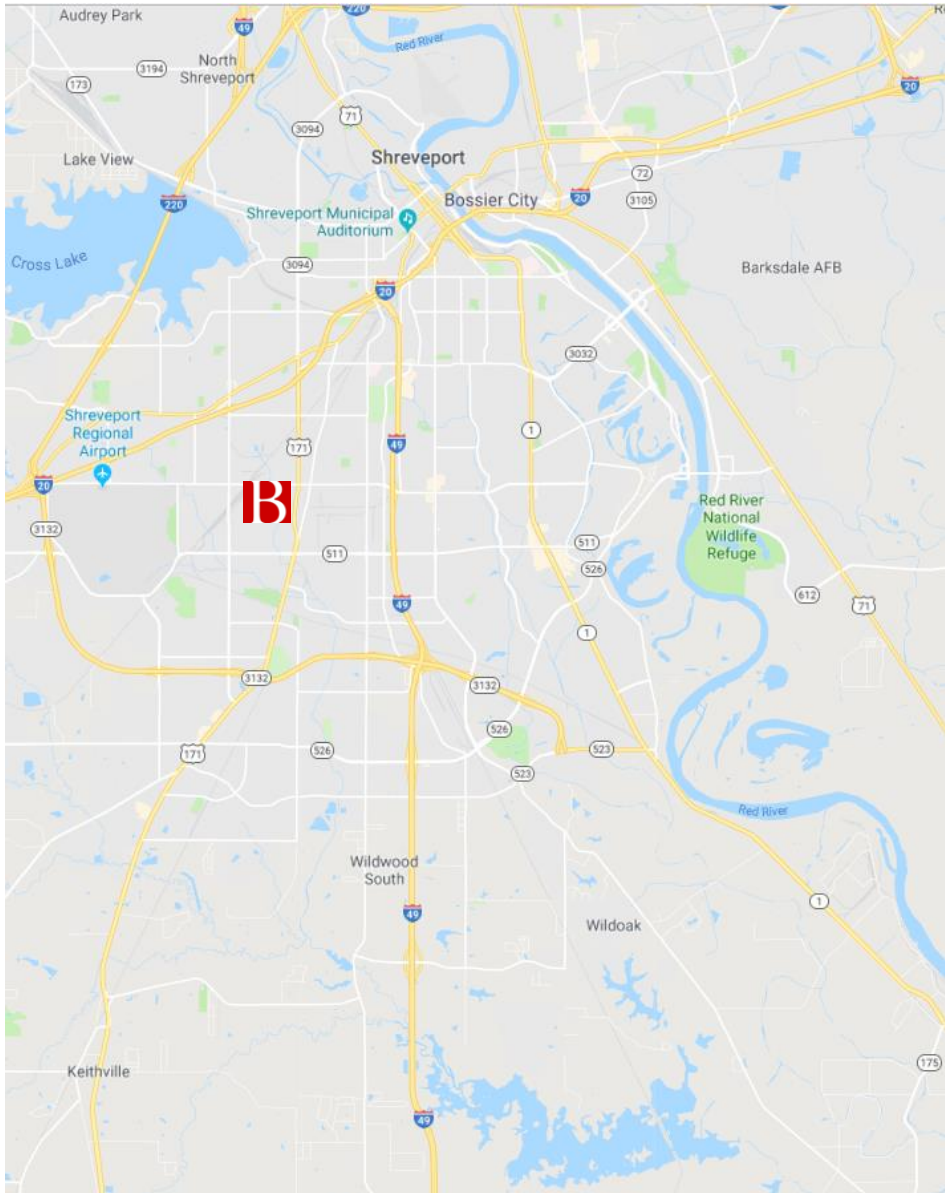 Audrey Park
49
220
Red River
R
3194
North
Shreveport
173
20
71
3094
Lake View
Shreveport
72
220
Bossier City
20
3105
Shreveport Municipal
Auditorium
Cross Lake
3094
Barksdale AFB
20
3032
Shreveport
Regional
Airport
1
171
49
20
B
Red River
National
Wildlife
Refuge
3132
511
511
526
612
49
71
1
3132
3132
526
171
526
523
523
Red River
Wildwood
South
1
49
Wildoak
Keithville
175
49